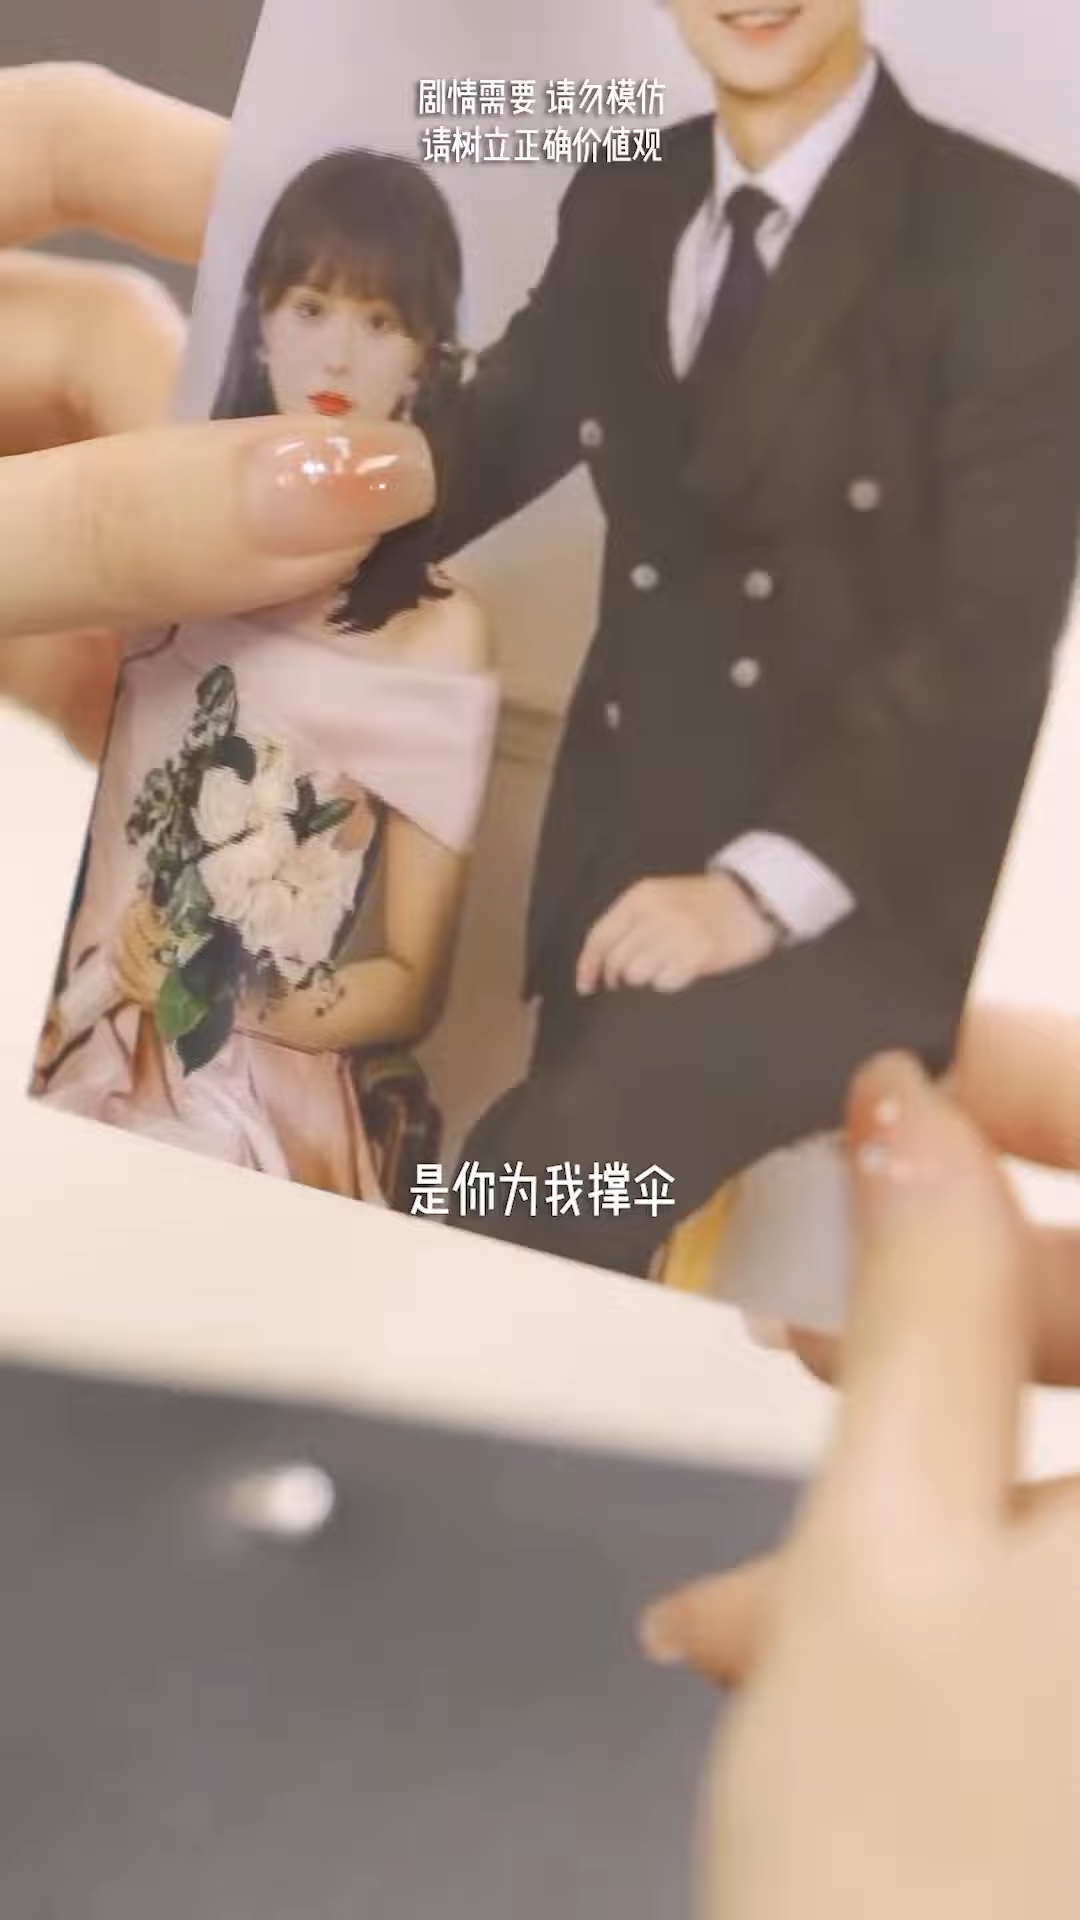 剧情需要 请勿模仿
请树立正确价值观
是你为我撑伞